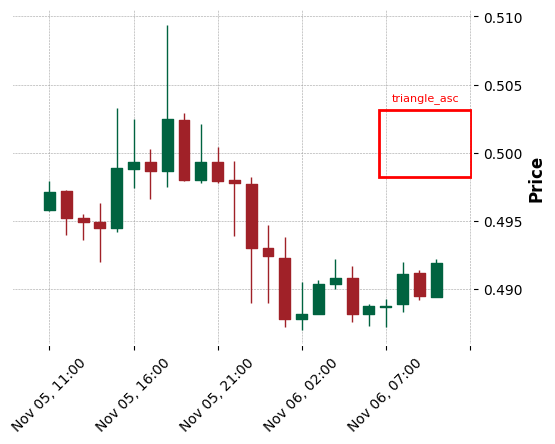 0.510
0.505
triangle_asc
0.500
0.495
0.490
Price
Nov 05, 11:00
Nov 05, 16:00
Nov 05, 21:00
Nov 06, 02:00
Nov 06, 07:00